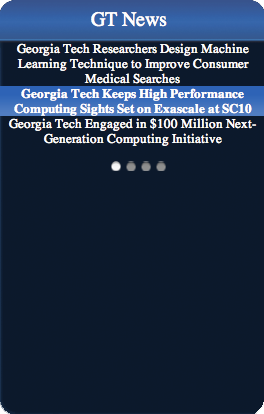 GT News
Georgia Tech Researchers Design Machine
Learning Technique to Improve Consumer
Medical Searches
Georgia Tech Keeps High Performance
Computing Sights Set on Exascale at SC10
Georgia Tech Engaged in $100 Million Next-
Generation Computing Initiative